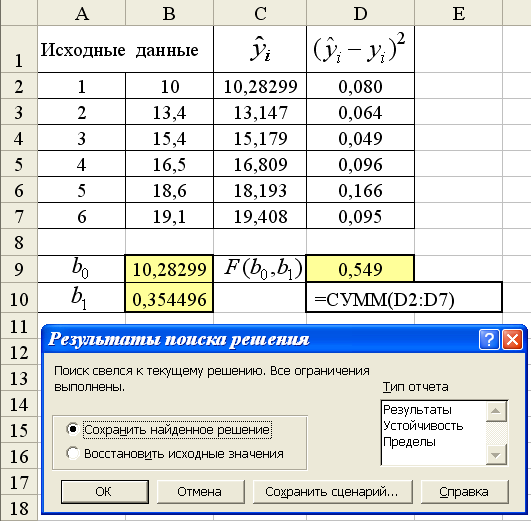 A B C D E
1 Исходные данные ŷᵢ (ŷᵢ − yᵢ)²
2 1 10 10,28299 0,080
3 2 13,4 13,147 0,064
4 3 15,4 15,179 0,049
5 4 16,5 16,809 0,096
6 5 18,6 18,193 0,166
7 6 19,1 19,408 0,095
8
9 b₀ 10,28299 F(b₀,b₁) 0,549
10 b₁ 0,354496 =СУММ(D2:D7)
11
12
13
14
15
16
17
18
Результаты поиска решения
Поиск свелся к текущему решению. Все ограничения
выполнены.
Тип отчета
Результаты
Устойчивость
Пределы
Сохранить найденное решение
Восстановить исходные значения
ОК Отмена Сохранить сценарий... Справка